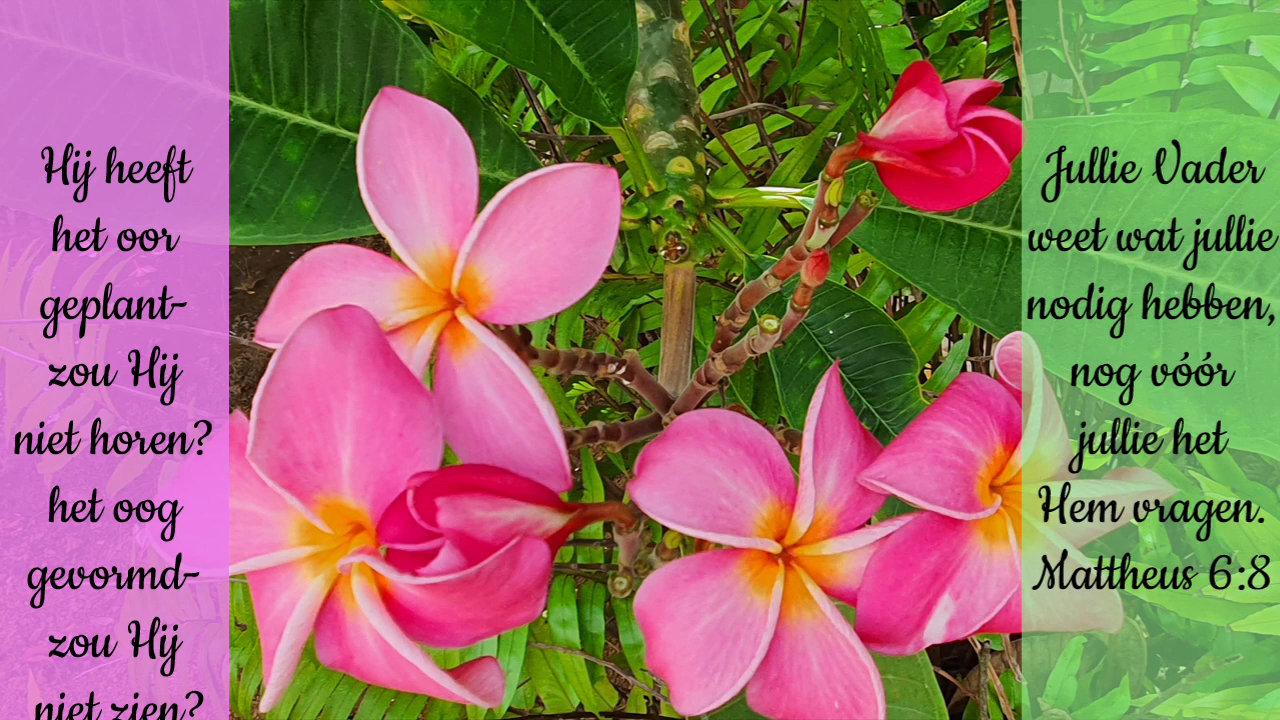 Hij heeft
het oor
geplant-
zou Hij
niet horen?
het oog
gevormd-
zou Hij
niet zien?
Jullie Vader
weet wat jullie
nodig hebben,
nog vóór
jullie het
Hem vragen.
Mattheus 6:8